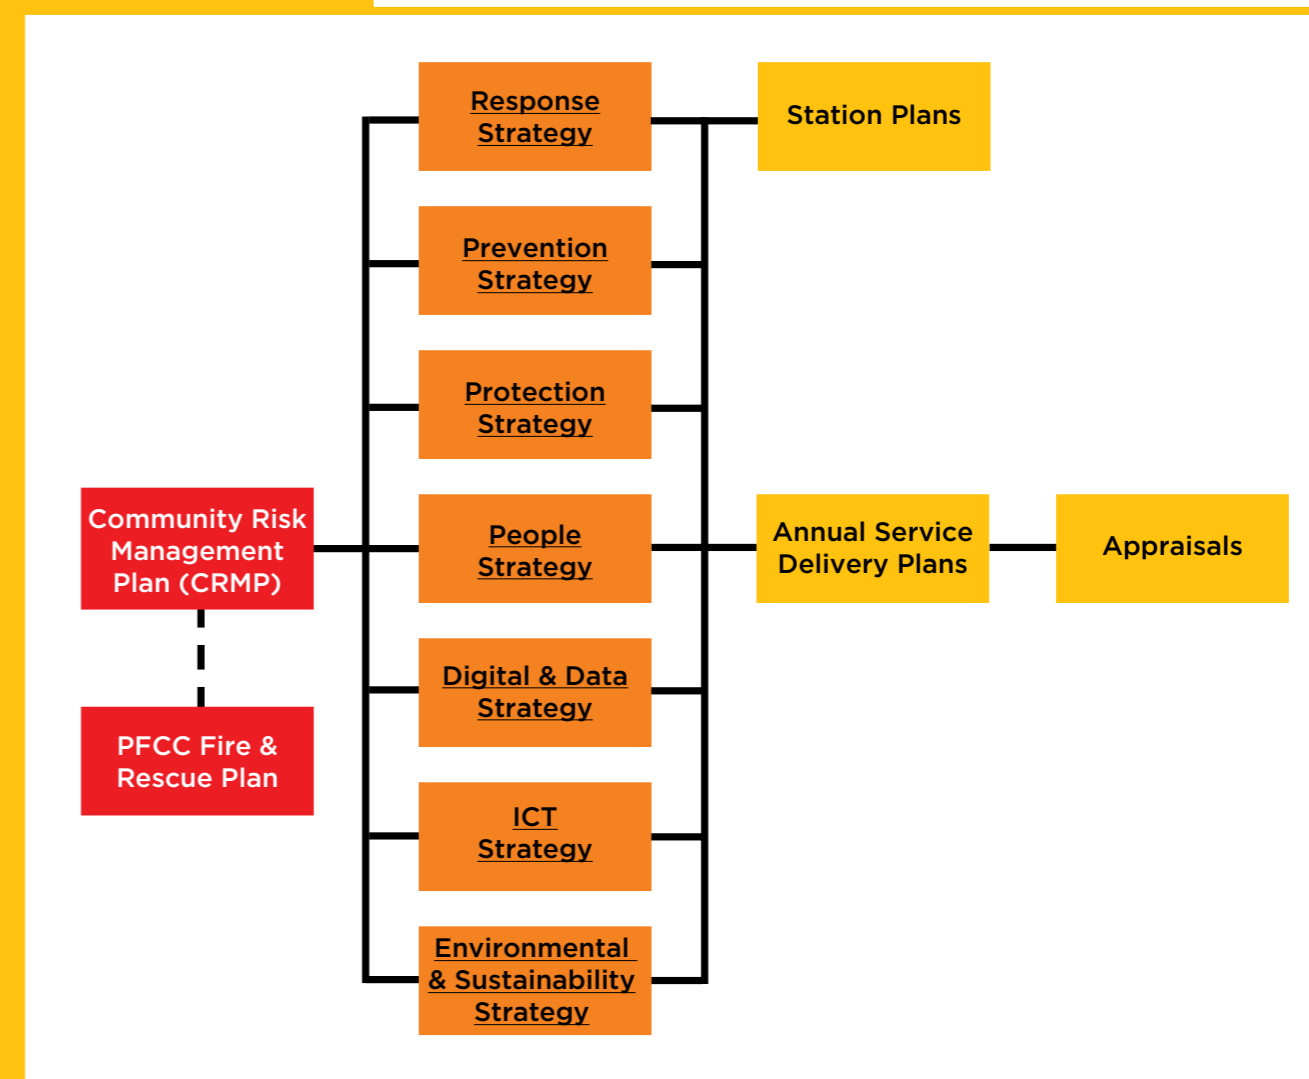 Response
Strategy
Station Plans
Prevention
Strategy
Protection
Strategy
Community Risk
Management
Plan (CRMP)
People
Strategy
Annual Service
Delivery Plans
Appraisals
Digital & Data
Strategy
PFCC Fire &
Rescue Plan
ICT
Strategy
Environmental
& Sustainability
Strategy